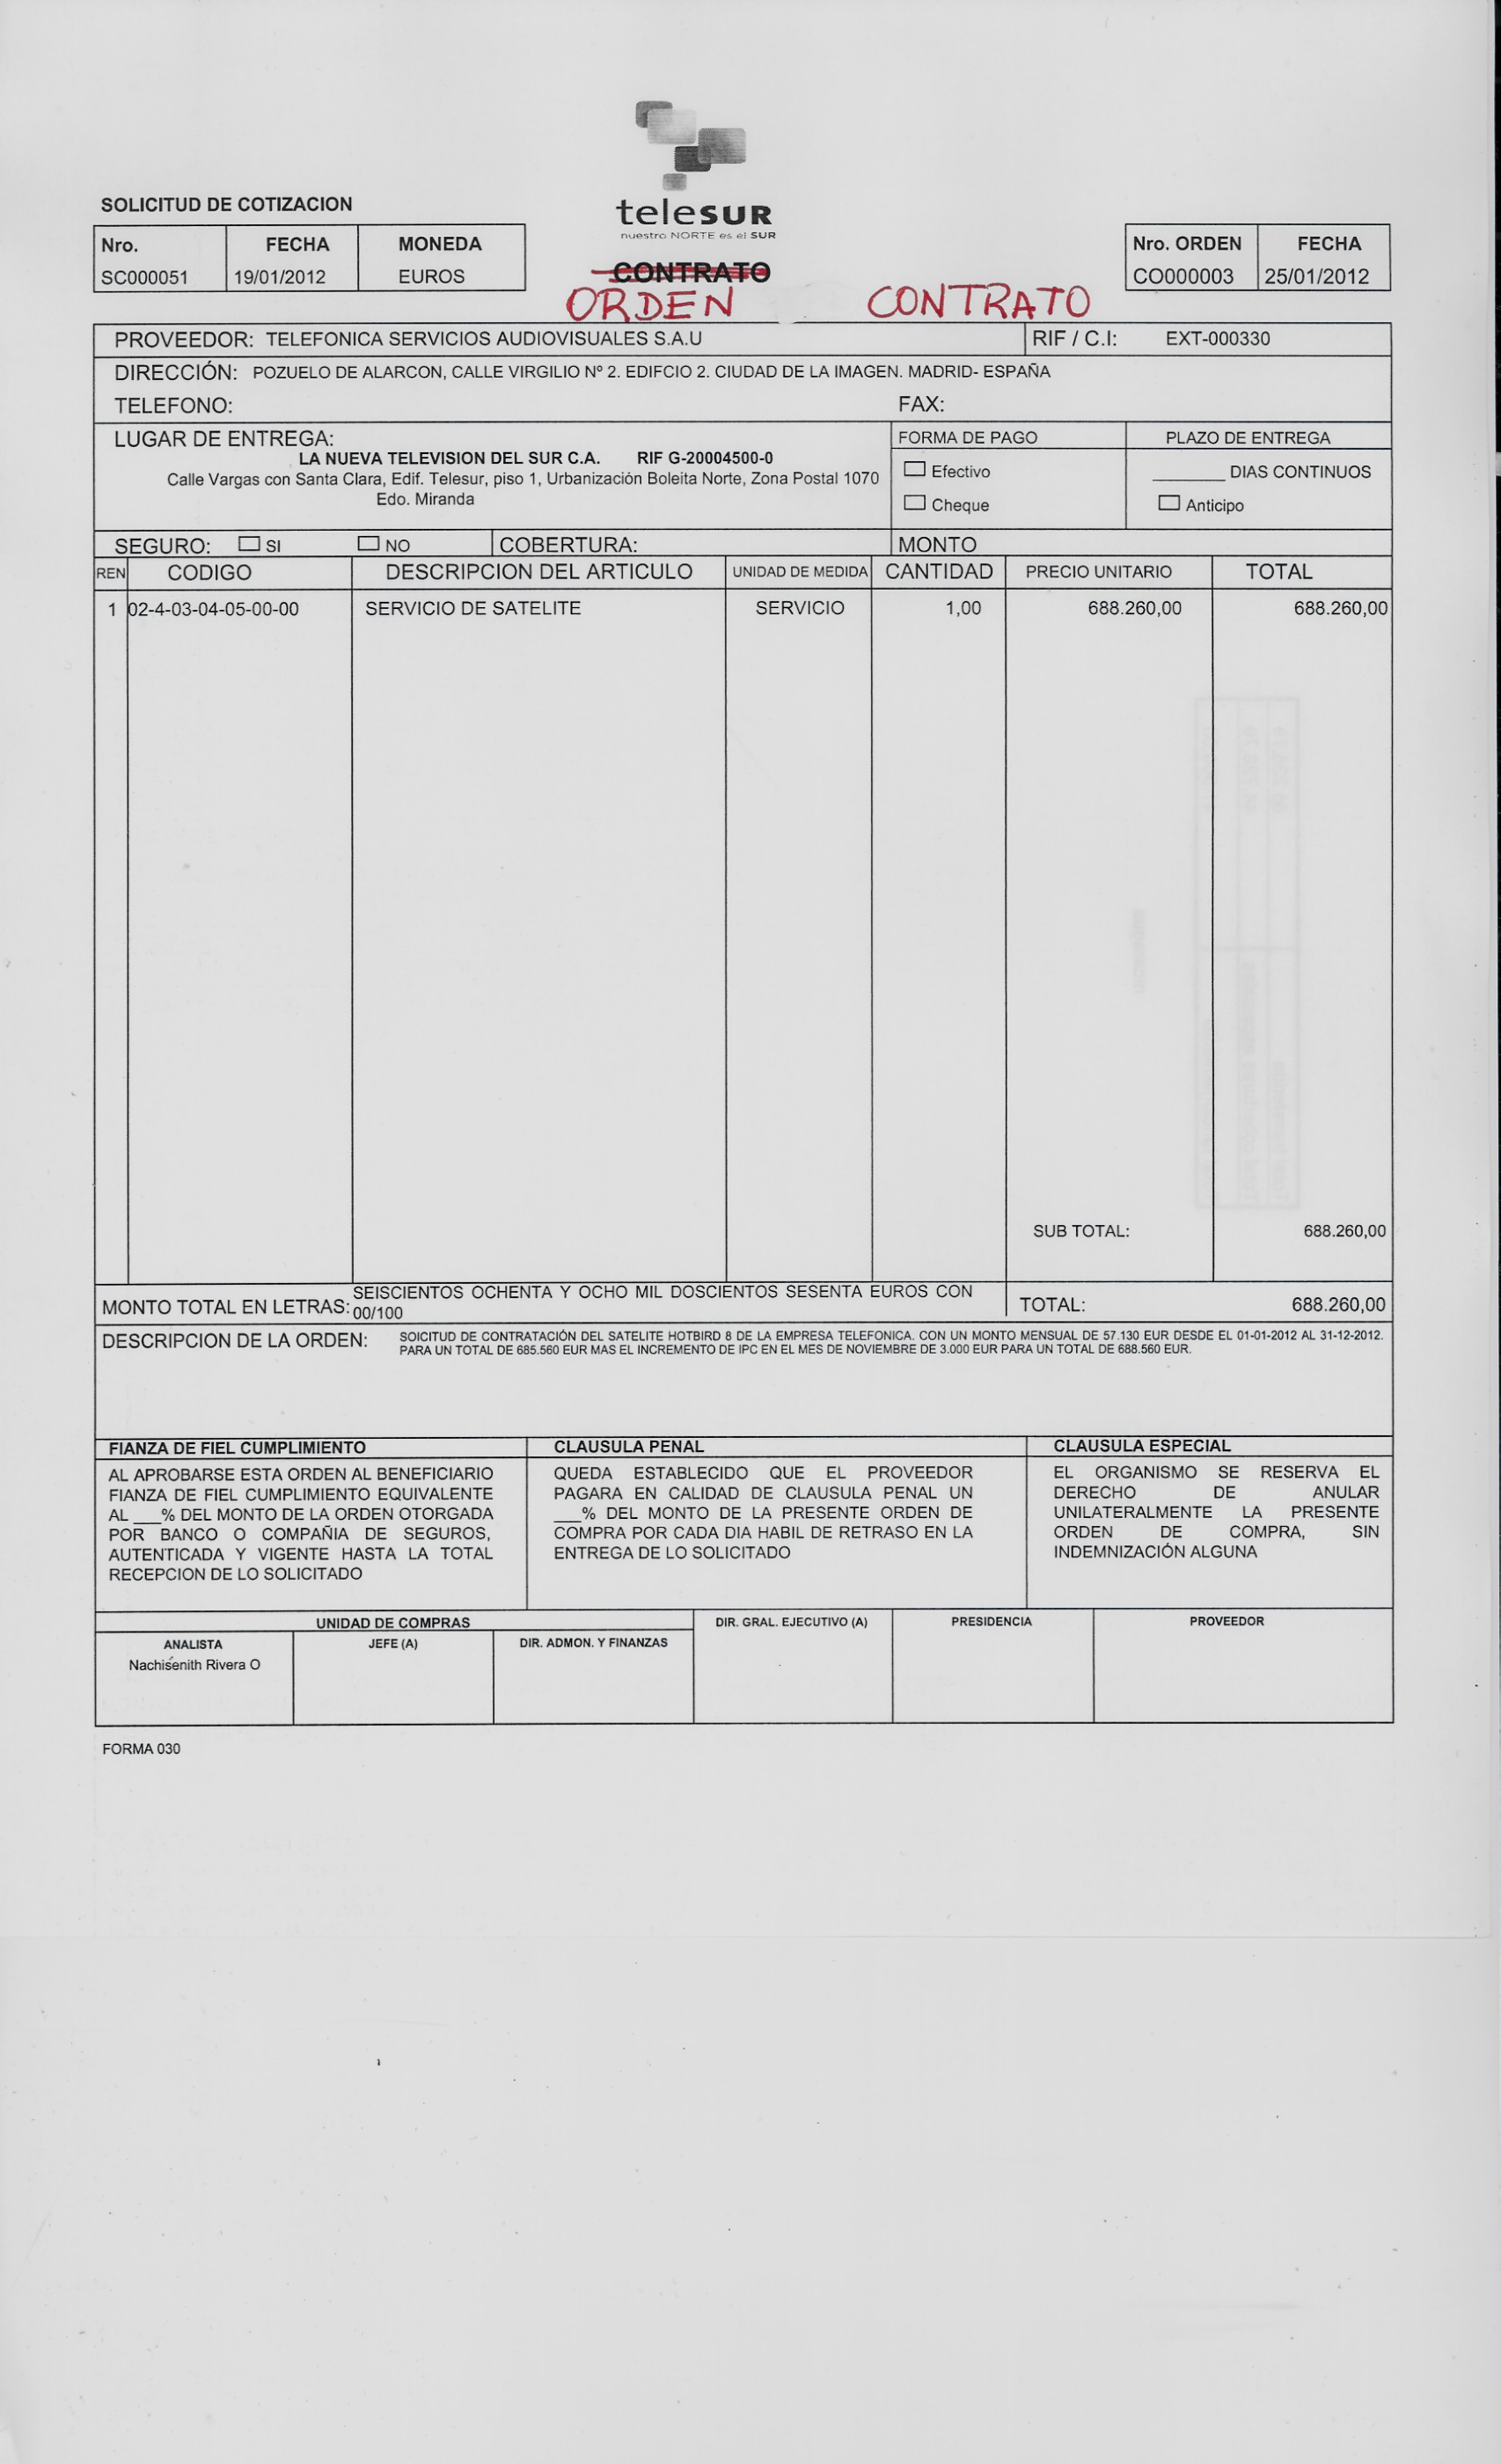 telesUR
nuestro NORTE es el SUR
SOLICITUD DE COTIZACION
Nro. FECHA MONEDA
SC000051 19/01/2012 EUROS
CONTRATO
ORDEN CONTRATO
Nro. ORDEN FECHA
CO000003 25/01/2012
PROVEEDOR: TELEFONICA SERVICIOS AUDIOVISUALES S.A.U RIF / C.I: EXT-000330
DIRECCIÓN: POZUELO DE ALARCON, CALLE VIRGILIO Nº 2. EDIFCIO 2. CIUDAD DE LA IMAGEN. MADRID- ESPAÑA
TELEFONO: FAX:
LUGAR DE ENTREGA:
LA NUEVA TELEVISION DEL SUR C.A. RIF G-20004500-0
Calle Vargas con Santa Clara, Edif. Telesur, piso 1, Urbanización Boleita Norte, Zona Postal 1070
Edo. Miranda
FORMA DE PAGO PLAZO DE ENTREGA
Efectivo ______ DIAS CONTINUOS
Cheque Anticipo
SEGURO: SI NO COBERTURA: MONTO
REN CODIGO DESCRIPCION DEL ARTICULO UNIDAD DE MEDIDA CANTIDAD PRECIO UNITARIO TOTAL
1 02-4-03-04-05-00-00 SERVICIO DE SATELITE SERVICIO 1,00 688.260,00 688.260,00
SUB TOTAL: 688.260,00
MONTO TOTAL EN LETRAS: SEISCIENTOS OCHENTA Y OCHO MIL DOSCIENTOS SESENTA EUROS CON
00/100
TOTAL: 688.260,00
DESCRIPCION DE LA ORDEN: SOICITUD DE CONTRATACIÓN DEL SATELITE HOTBIRD 8 DE LA EMPRESA TELEFONICA. CON UN MONTO MENSUAL DE 57.130 EUR DESDE EL 01-01-2012 AL 31-12-2012.
PARA UN TOTAL DE 685.560 EUR MAS EL INCREMENTO DE IPC EN EL MES DE NOVIEMBRE DE 3.000 EUR PARA UN TOTAL DE 688.560 EUR.
FIANZA DE FIEL CUMPLIMIENTO
AL APROBARSE ESTA ORDEN AL BENEFICIARIO
FIANZA DE FIEL CUMPLIMIENTO EQUIVALENTE
AL ___% DEL MONTO DE LA ORDEN OTORGADA
POR BANCO O COMPAÑIA DE SEGUROS,
AUTENTICADA Y VIGENTE HASTA LA TOTAL
RECEPCION DE LO SOLICITADO
CLAUSULA PENAL
QUEDA ESTABLECIDO QUE EL PROVEEDOR
PAGARA EN CALIDAD DE CLAUSULA PENAL UN
___% DEL MONTO DE LA PRESENTE ORDEN DE
COMPRA POR CADA DIA HABIL DE RETRASO EN LA
ENTREGA DE LO SOLICITADO
CLAUSULA ESPECIAL
EL ORGANISMO SE RESERVA EL
DERECHO DE ANULAR
UNILATERALMENTE LA PRESENTE
ORDEN DE COMPRA, SIN
INDEMNIZACIÓN ALGUNA
UNIDAD DE COMPRAS DIR. GRAL. EJECUTIVO (A) PRESIDENCIA PROVEEDOR
ANALISTA JEFE (A) DIR. ADMON. Y FINANZAS
Nachisenith Rivera O
FORMA 030